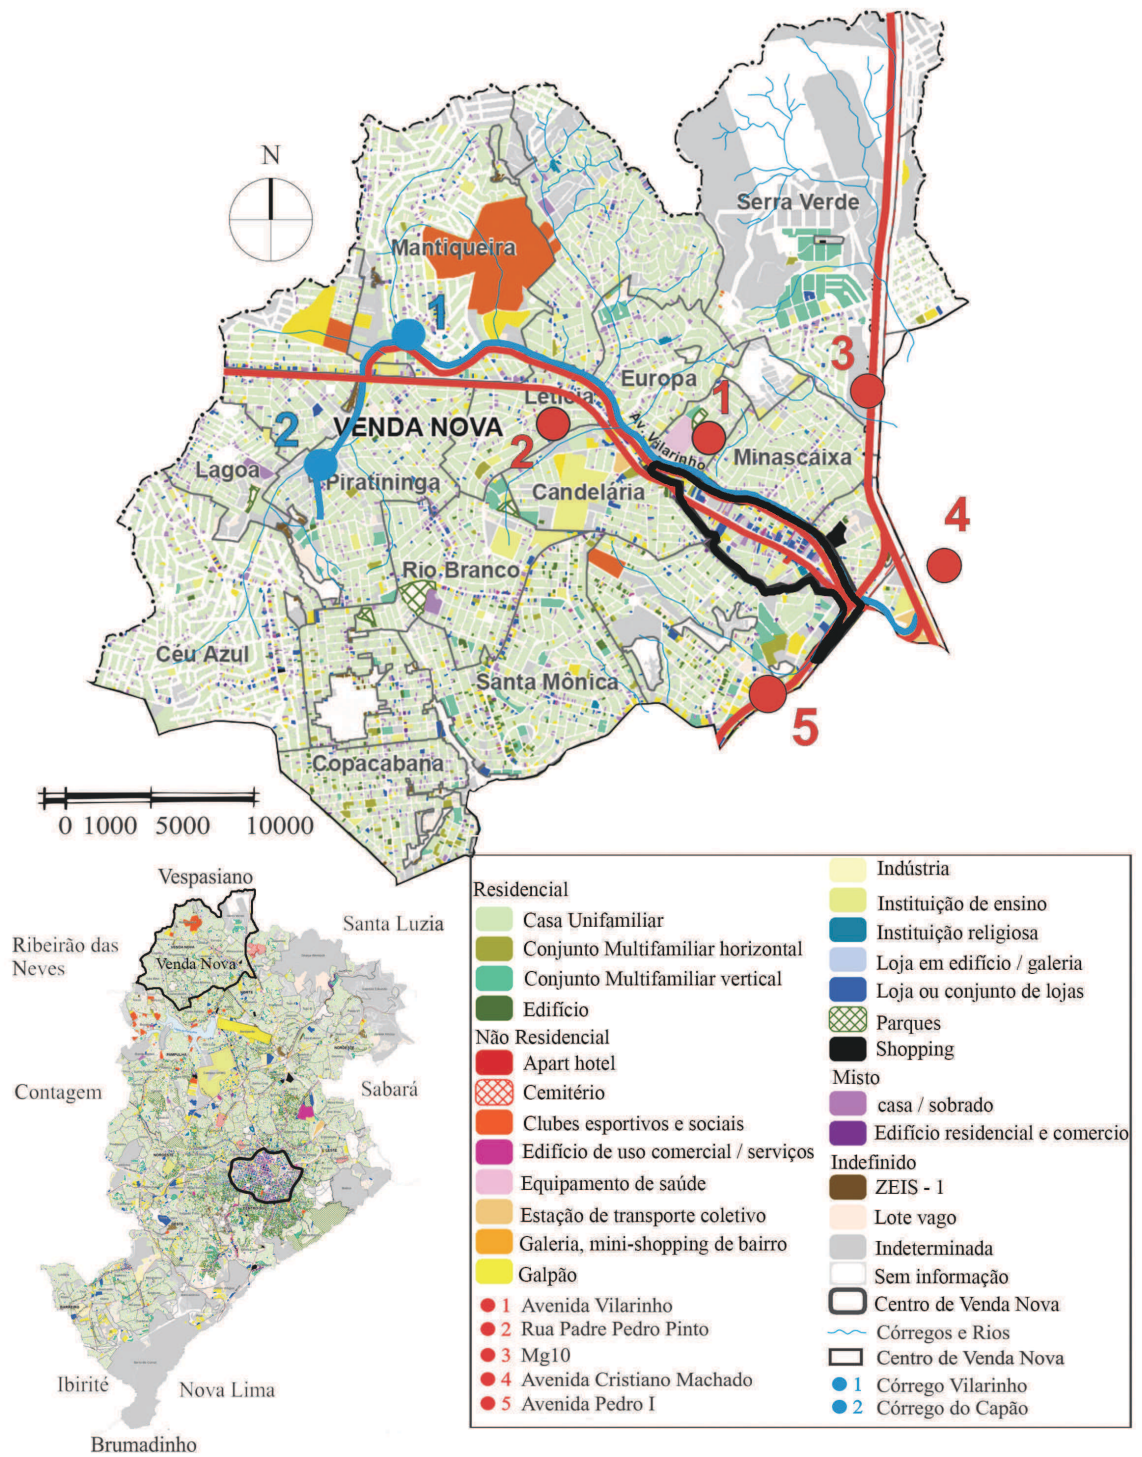 N
Serra Verde
Mantiqueira
1
3
Europa
1
Letícia
2
VENDA NOVA
2
Av. Vilarinho
Minascaixa
Lagoa
Piratininga
Candelária
4
Rio Branco
Céu Azul
Santa Mônica
5
Copacabana
0 1000 5000 10000
Vespasiano
Santa Luzia
Ribeirão das
Neves
Venda Nova
Contagem
Sabará
Ibirité
Nova Lima
Brumadinho
Residencial
Casa Unifamiliar
Conjunto Multifamiliar horizontal
Conjunto Multifamiliar vertical
Edifício
Não Residencial
Apart hotel
Cemitério
Clubes esportivos e sociais
Edifício de uso comercial / serviços
Equipamento de saúde
Estação de transporte coletivo
Galeria, mini-shopping de bairro
Galpão
1 Avenida Vilarinho
2 Rua Padre Pedro Pinto
3 Mg10
4 Avenida Cristiano Machado
5 Avenida Pedro I
Indústria
Instituição de ensino
Instituição religiosa
Loja em edifício / galeria
Loja ou conjunto de lojas
Parques
Shopping
Misto
casa / sobrado
Edifício residencial e comercio
Indefinido
ZEIS - 1
Lote vago
Indeterminada
Sem informação
Centro de Venda Nova
Córregos e Rios
Centro de Venda Nova
1 Córrego Vilarinho
2 Córrego do Capão